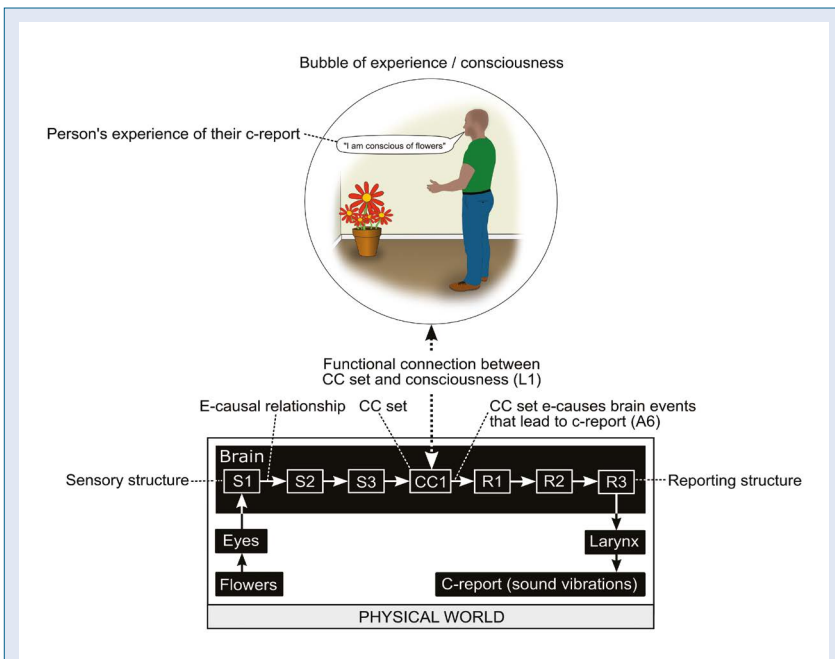 Bubble of experience / consciousness
Person's experience of their c-report
"I am conscious of flowers"
Functional connection between
CC set and consciousness (L1)
E-causal relationship
CC set
CC set e-causes brain events
that lead to c-report (A6)
Brain
Sensory structure
S1
S2
S3
CC1
R1
R2
R3
Reporting structure
Eyes
Larynx
Flowers
C-report (sound vibrations)
PHYSICAL WORLD